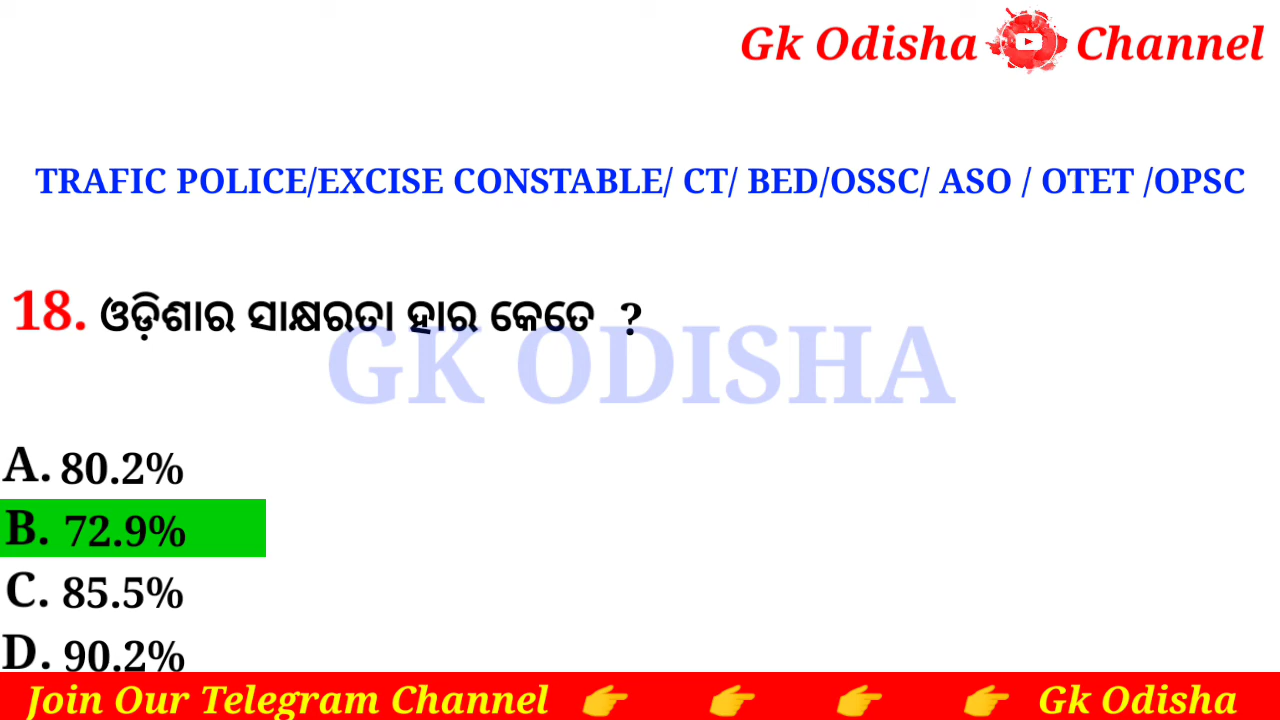 Gk Odisha Channel
TRAFIC POLICE/EXCISE CONSTABLE/ CT/ BED/OSSC/ ASO / OTET /OPSC
18. ଓଡ଼ିଶାର ସାକ୍ଷରତା ହାର କେତେ ?
GK ODISHA
A. 80.2%
B. 72.9%
C. 85.5%
D. 90.2%
Join Our Telegram Channel 👉 👉 👉 👉 Gk Odisha